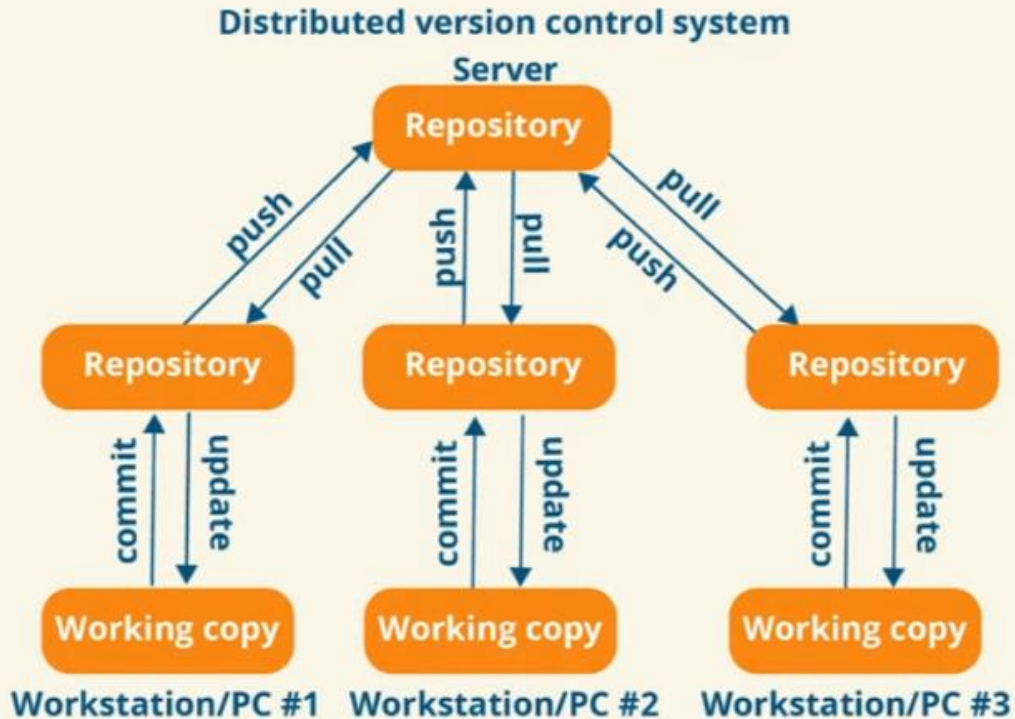 Distributed version control system
Server
Repository
push
pull
push
pull
push
pull
Repository
Repository
Repository
commit
update
commit
update
commit
update
Working copy
Working copy
Working copy
Workstation/PC #1
Workstation/PC #2
Workstation/PC #3